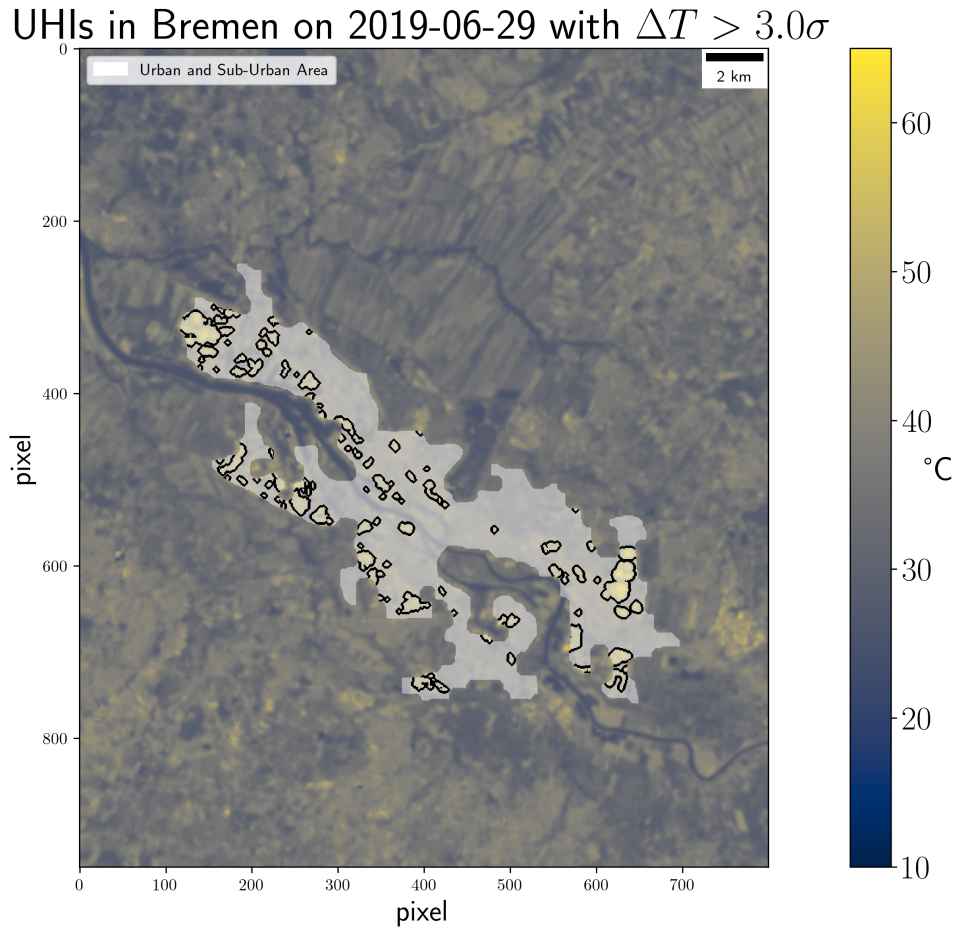 UHIs in Bremen on 2019-06-29 with ΔT > 3.0σ
Urban and Sub-Urban Area
2 km
0
200
400
600
800
pixel
0 100 200 300 400 500 600 700
pixel
60
50
40
30
20
10
°C